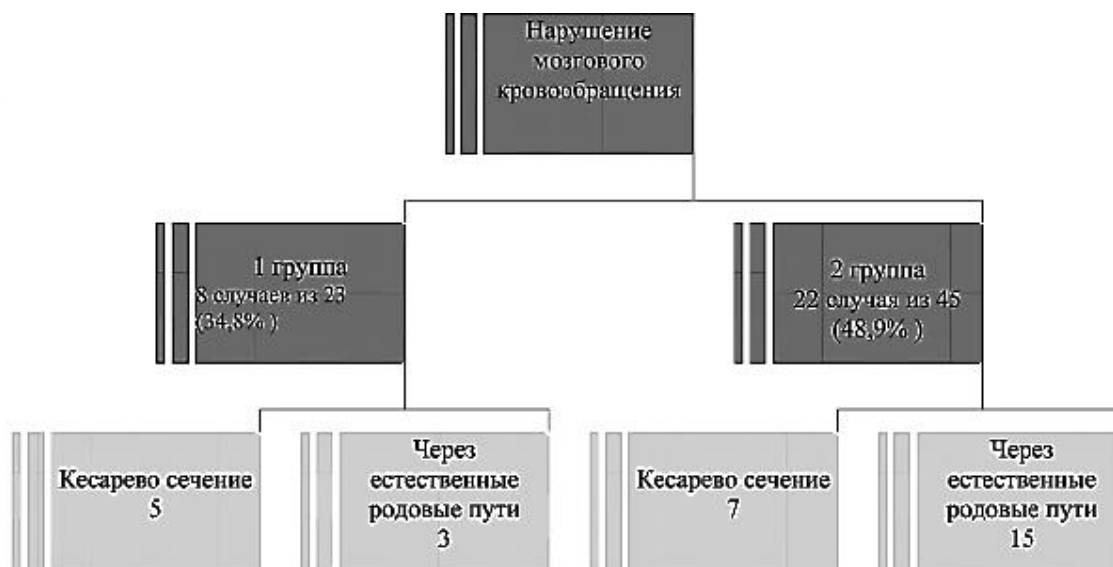 Нарушение
мозгового
кровообращения
1 группа
8 случаев из 23
(34,8% )
2 группа
22 случая из 45
(48,9% )
Кесарево сечение
5
Через
естественные
родовые пути
3
Кесарево сечение
7
Через
естественные
родовые пути
15